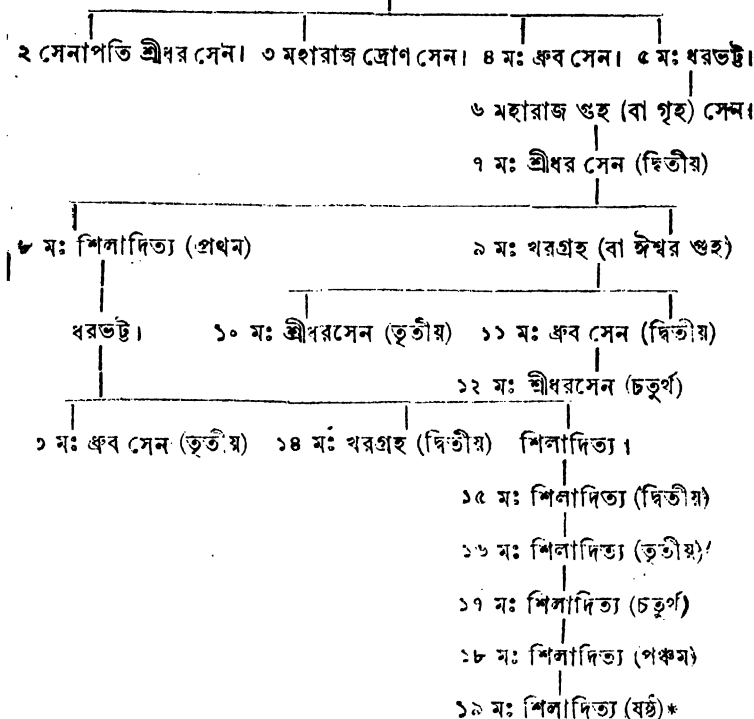 ২ সেনাপতি শ্রীধর সেন। ৩ মহারাজ দ্রোণ সেন। ৪ মঃ ধ্রুব সেন। ৫ মঃ ধরভট্ট।
৬ মহারাজ গুহ (বা গৃহ) সেন।
৭ মঃ শ্রীধর সেন (দ্বিতীয়)
৮ মঃ শিলাদিত্য (প্রথম) ৯ মঃ খরগ্রহ (বা ঈশ্বর গুহ)
ধরভট্ট। ১০ মঃ শ্রীধরসেন (তৃতীয়) ১১ মঃ ধ্রুব সেন (দ্বিতীয়)
১২ মঃ শ্রীধরসেন (চতুর্থ)
৩ মঃ ধ্রুব সেন (তৃতীয়) ১৪ মঃ খরগ্রহ (দ্বিতীয়) শিলাদিত্য।
১৫ মঃ শিলাদিত্য (দ্বিতীয়)
১৬ মঃ শিলাদিত্য (তৃতীয়)
১৭ মঃ শিলাদিত্য (চতুর্থ)
১৮ মঃ শিলাদিত্য (পঞ্চম)
১৯ মঃ শিলাদিত্য (ষষ্ঠ)*